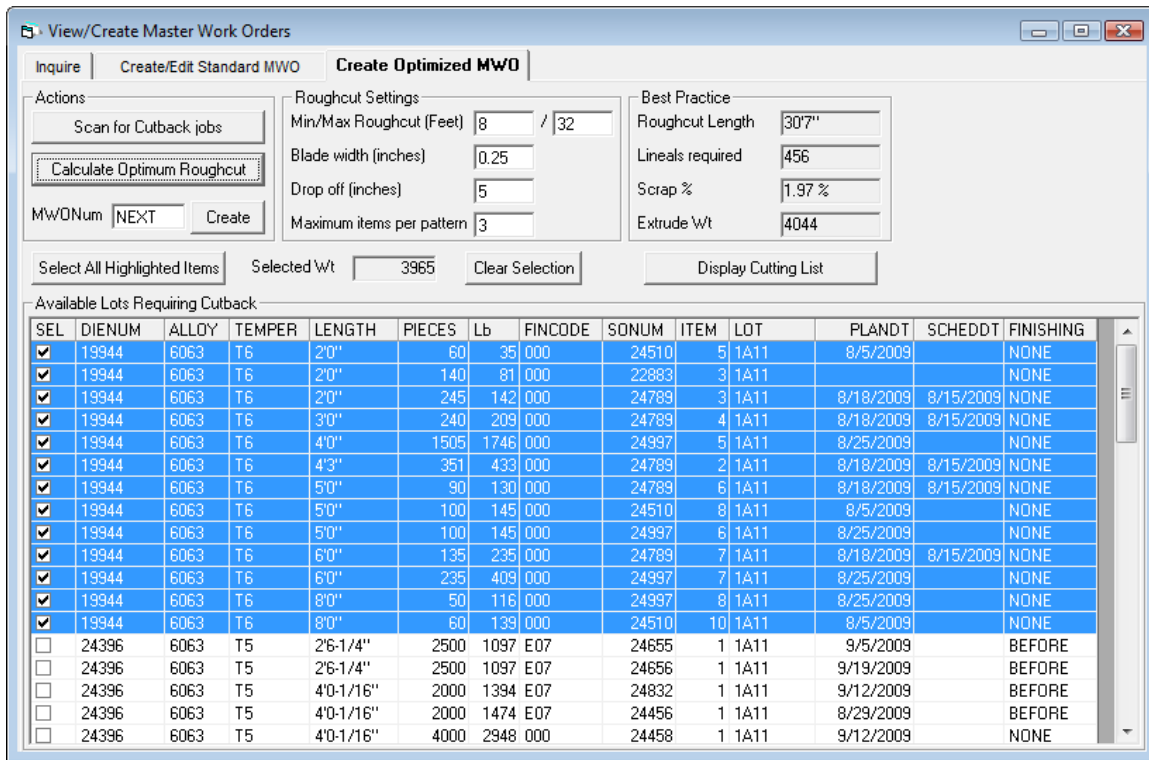 View/Create Master Work Orders
Inquire Create/Edit Standard MWO Create Optimized MWO
Actions Roughcut Settings Best Practice
Scan for Cutback jobs Min/Max Roughcut (Feet) 8 / 32 Roughcut Length 30'7"
Calculate Optimum Roughcut Blade width (inches) 0.25 Lineals required 456
Drop off (inches) 5 Scrap % 1.97 %
MWONum NEXT Create Maximum items per pattern 3 Extrude Wt 4044
Select All Highlighted Items Selected Wt 3965 Clear Selection Display Cutting List
Available Lots Requiring Cutback
SEL DIENUM ALLOY TEMPER LENGTH PIECES Lb FINCODE SONUM ITEM LOT PLANDT SCHEDDT FINISHING
19944 6063 T6 2'0" 60 35 000 24510 5 1A11 8/5/2009 NONE
19944 6063 T6 2'0" 140 81 000 22883 3 1A11 NONE
19944 6063 T6 2'0" 245 142 000 24789 3 1A11 8/18/2009 8/15/2009 NONE
19944 6063 T6 3'0" 240 209 000 24789 4 1A11 8/18/2009 8/15/2009 NONE
19944 6063 T6 4'0" 1505 1746 000 24997 5 1A11 8/25/2009 NONE
19944 6063 T6 4'3" 351 433 000 24789 2 1A11 8/18/2009 8/15/2009 NONE
19944 6063 T6 5'0" 90 130 000 24789 6 1A11 8/18/2009 8/15/2009 NONE
19944 6063 T6 5'0" 100 145 000 24510 8 1A11 8/5/2009 NONE
19944 6063 T6 5'0" 100 145 000 24997 6 1A11 8/25/2009 NONE
19944 6063 T6 6'0" 135 235 000 24789 7 1A11 8/18/2009 8/15/2009 NONE
19944 6063 T6 6'0" 235 409 000 24997 7 1A11 8/25/2009 NONE
19944 6063 T6 8'0" 50 116 000 24997 8 1A11 8/25/2009 NONE
19944 6063 T6 8'0" 60 139 000 24510 10 1A11 8/5/2009 NONE
24396 6063 T5 2'6-1/4" 2500 1097 E07 24655 1 1A11 9/5/2009 BEFORE
24396 6063 T5 2'6-1/4" 2500 1097 E07 24656 1 1A11 9/19/2009 BEFORE
24396 6063 T5 4'0-1/16" 2000 1394 E07 24832 1 1A11 9/12/2009 BEFORE
24396 6063 T5 4'0-1/16" 2000 1474 E07 24456 1 1A11 8/29/2009 BEFORE
24396 6063 T5 4'0-1/16" 4000 2948 000 24458 1 1A11 9/12/2009 NONE